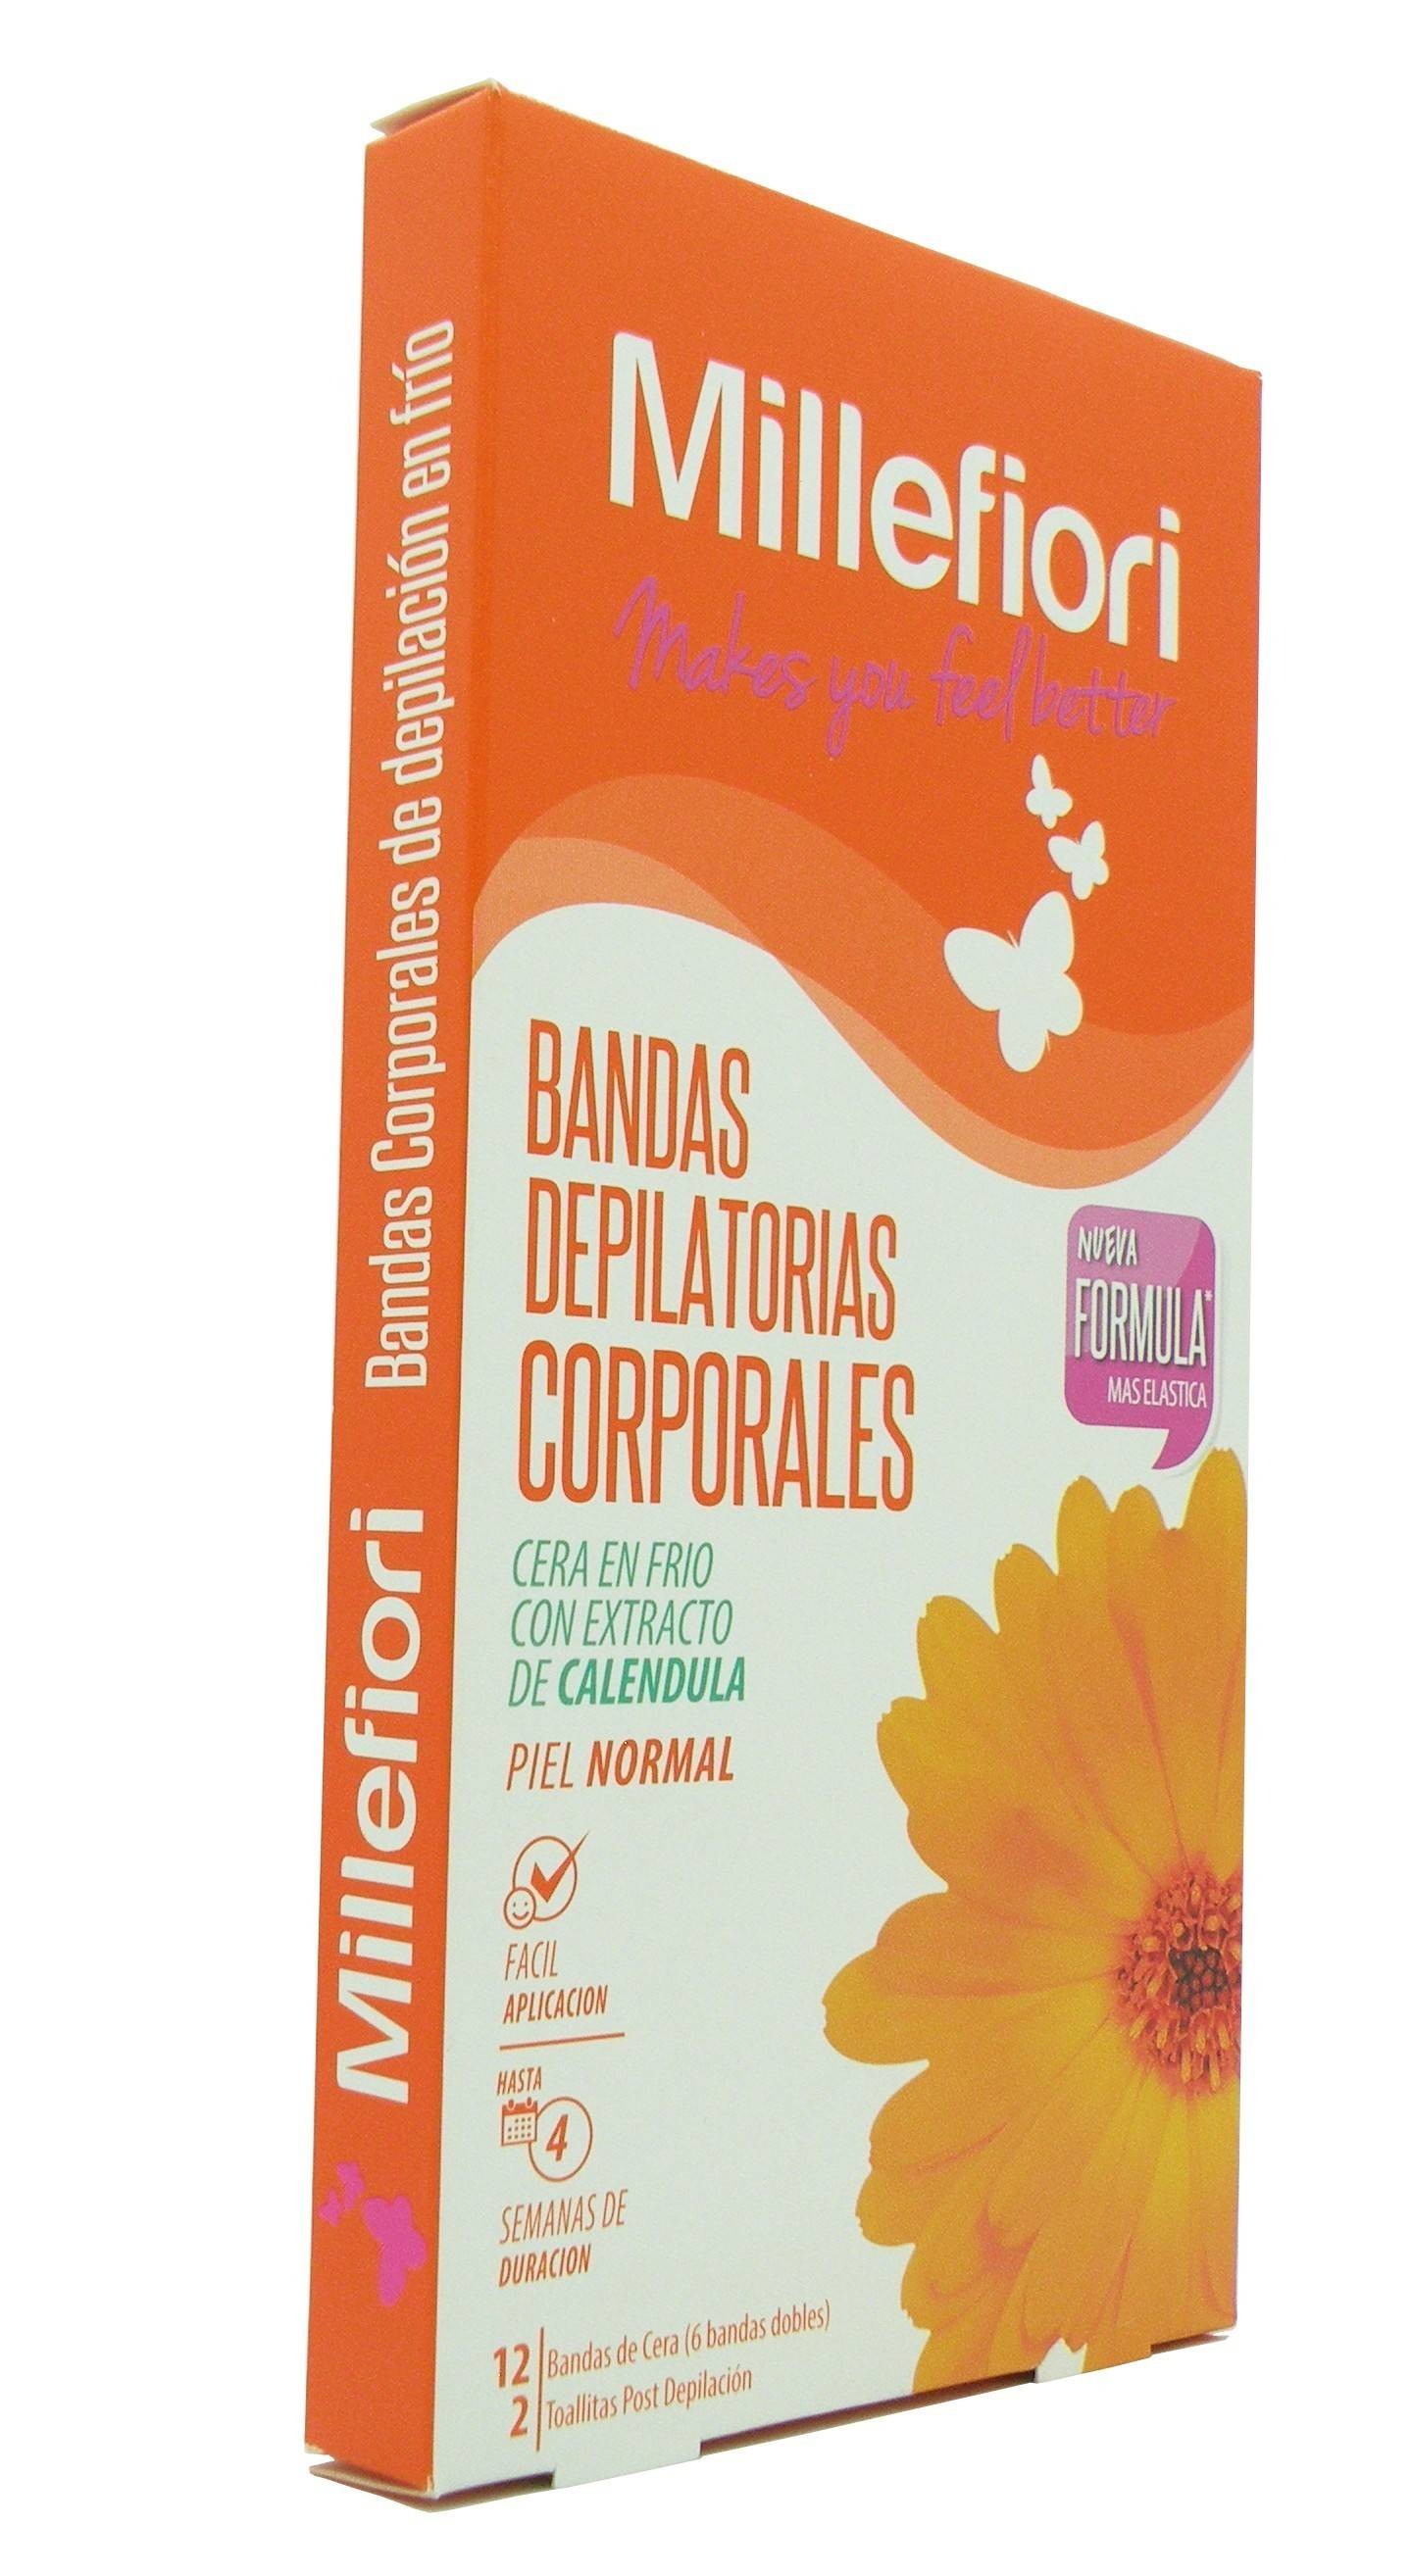 Millefiori
Makes you feel better
BANDAS
DEPILATORIAS
CORPORALES
NUEVA
FORMULA*
MAS ELASTICA
CERA EN FRIO
CON EXTRACTO
DE CALENDULA
PIEL NORMAL
FACIL
APLICACION
HASTA
4
SEMANAS DE
DURACION
12 Bandas de Cera (6 bandas dobles)
2 Toallitas Post Depilación
Millefiori Bandas Corporales de depilación en frío